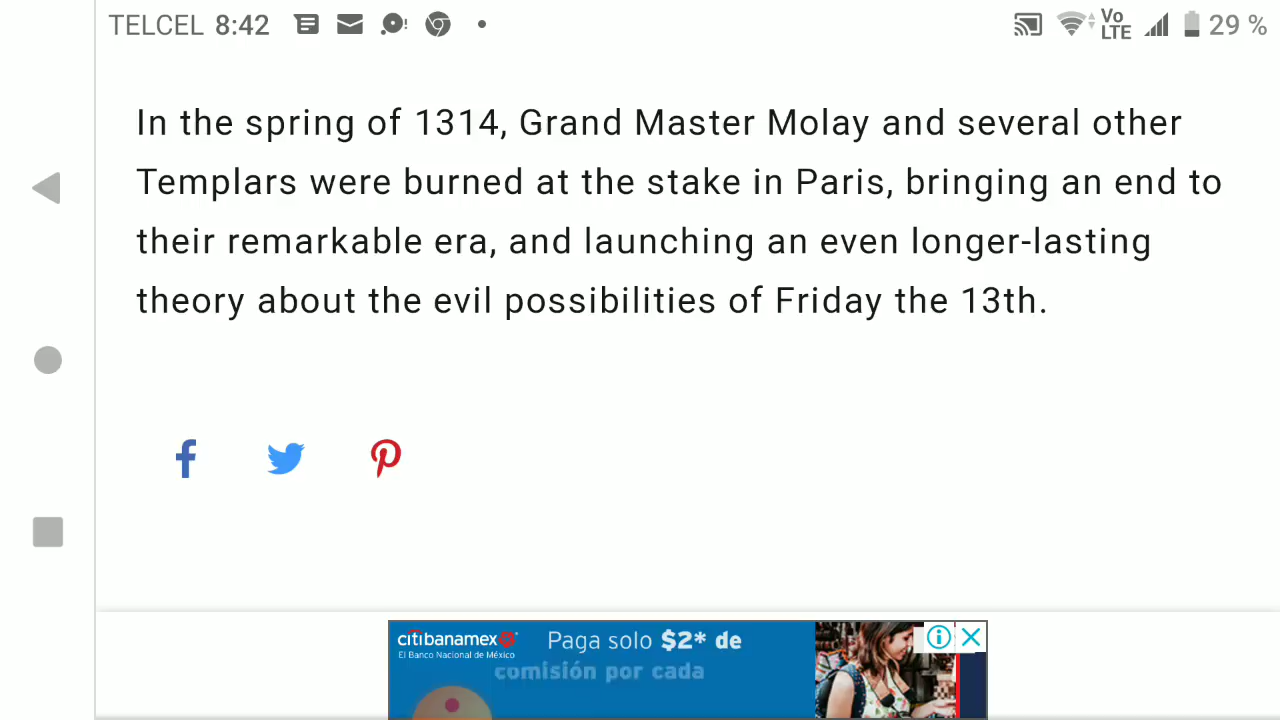 TELCEL 8:42
Vo LTE 29 %
In the spring of 1314, Grand Master Molay and several other
Templars were burned at the stake in Paris, bringing an end to
their remarkable era, and launching an even longer-lasting
theory about the evil possibilities of Friday the 13th.
citibanamex
El Banco Nacional de México
Paga solo $2* de
comisión por cada